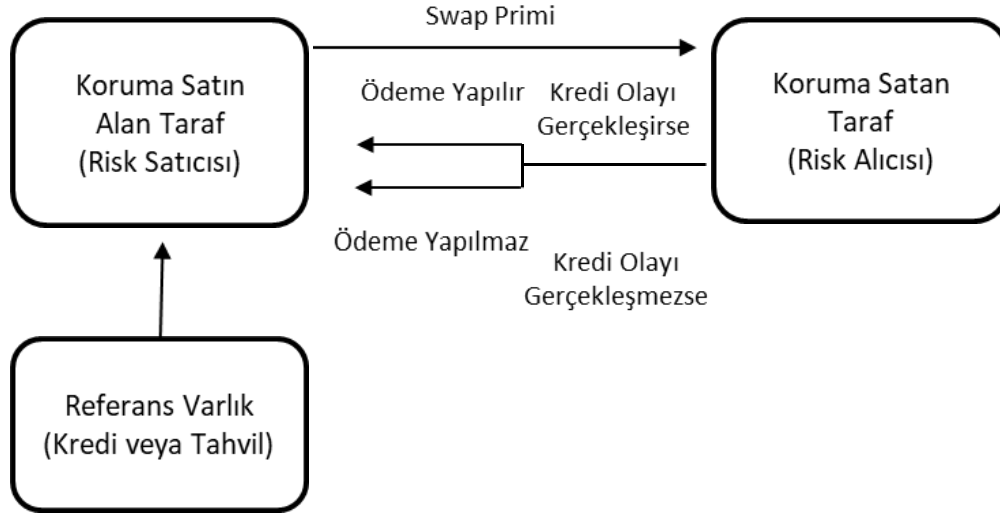 Swap Primi
Koruma Satın
Alan Taraf
(Risk Satıcısı)
Ödeme Yapılır
Kredi Olayı
Gerçekleşirse
Koruma Satan
Taraf
(Risk Alıcısı)
Ödeme Yapılmaz
Kredi Olayı
Gerçekleşmezse
Referans Varlık
(Kredi veya Tahvil)